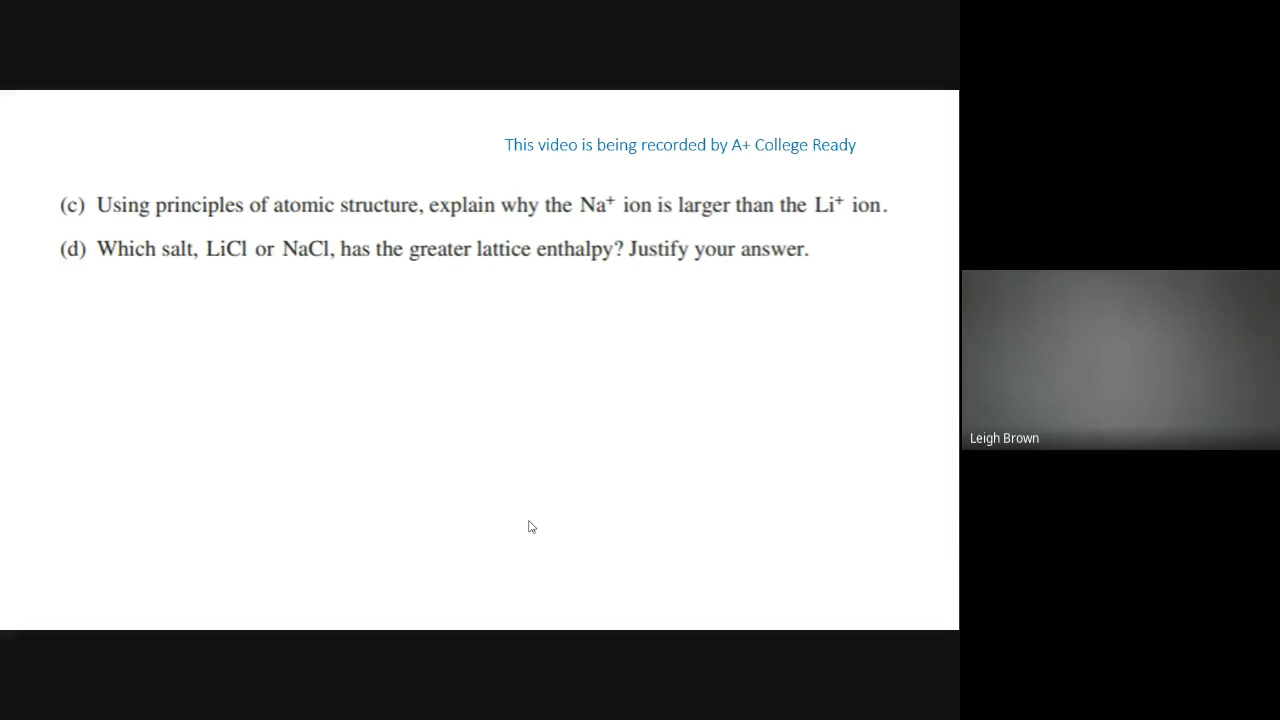 This video is being recorded by A+ College Ready
(c) Using principles of atomic structure, explain why the Na⁺ ion is larger than the Li⁺ ion.
(d) Which salt, LiCl or NaCl, has the greater lattice enthalpy? Justify your answer.
Leigh Brown